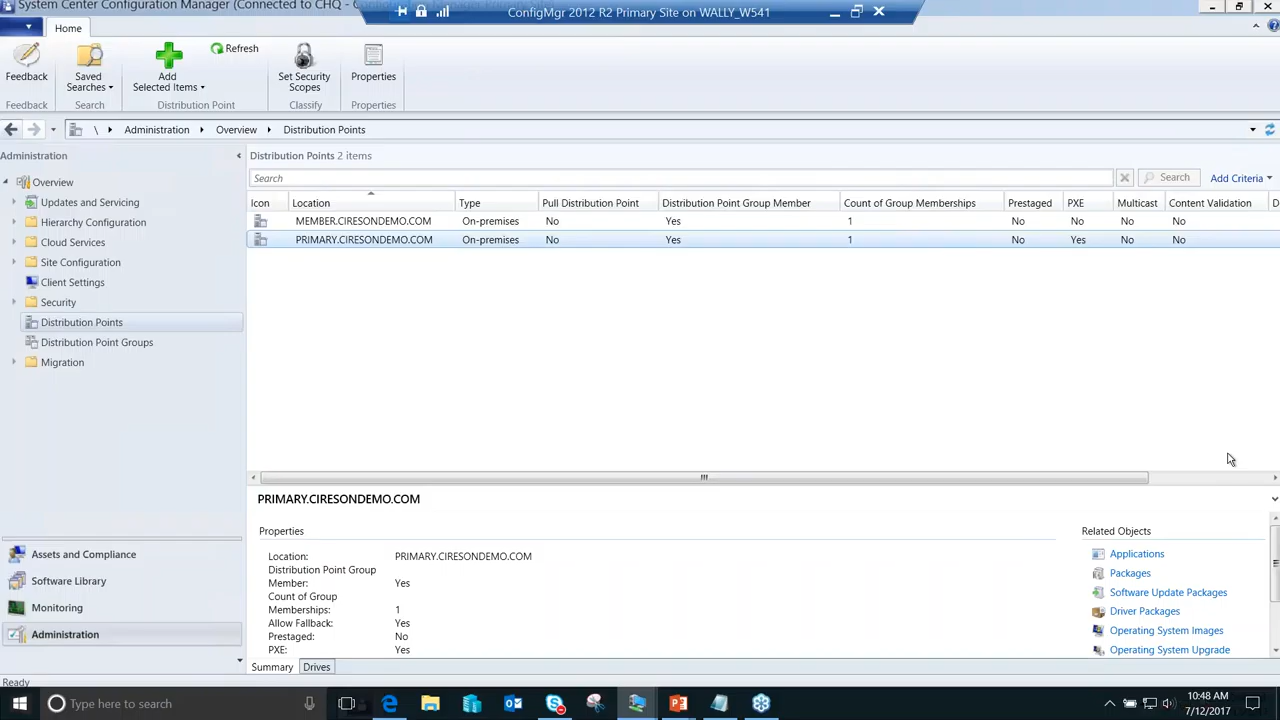 System Center Configuration Manager (Connected to CHQ -
ConfigMgr 2012 R2 Primary Site on WALLY_W541
Home
Feedback
Saved
Searches
Add
Selected Items
Refresh
Set Security
Scopes
Properties
Feedback
Search
Distribution Point
Classify
Properties
\ Administration Overview Distribution Points
Administration
Overview
Updates and Servicing
Hierarchy Configuration
Cloud Services
Site Configuration
Client Settings
Security
Distribution Points
Distribution Point Groups
Migration
Assets and Compliance
Software Library
Monitoring
Administration
Distribution Points 2 items
Search
Search
Add Criteria
Icon Location Type Pull Distribution Point Distribution Point Group Member Count of Group Memberships Prestaged PXE Multicast Content Validation D
MEMBER.CIRESONDEMO.COM On-premises No Yes 1 No No No No
PRIMARY.CIRESONDEMO.COM On-premises No Yes 1 No Yes No No
PRIMARY.CIRESONDEMO.COM
Properties
Location: PRIMARY.CIRESONDEMO.COM
Distribution Point Group
Member: Yes
Count of Group
Memberships: 1
Allow Fallback: Yes
Prestaged: No
PXE: Yes
Related Objects
Applications
Packages
Software Update Packages
Driver Packages
Operating System Images
Operating System Upgrade
Summary
Drives
Ready
Type here to search
10:48 AM
7/12/2017